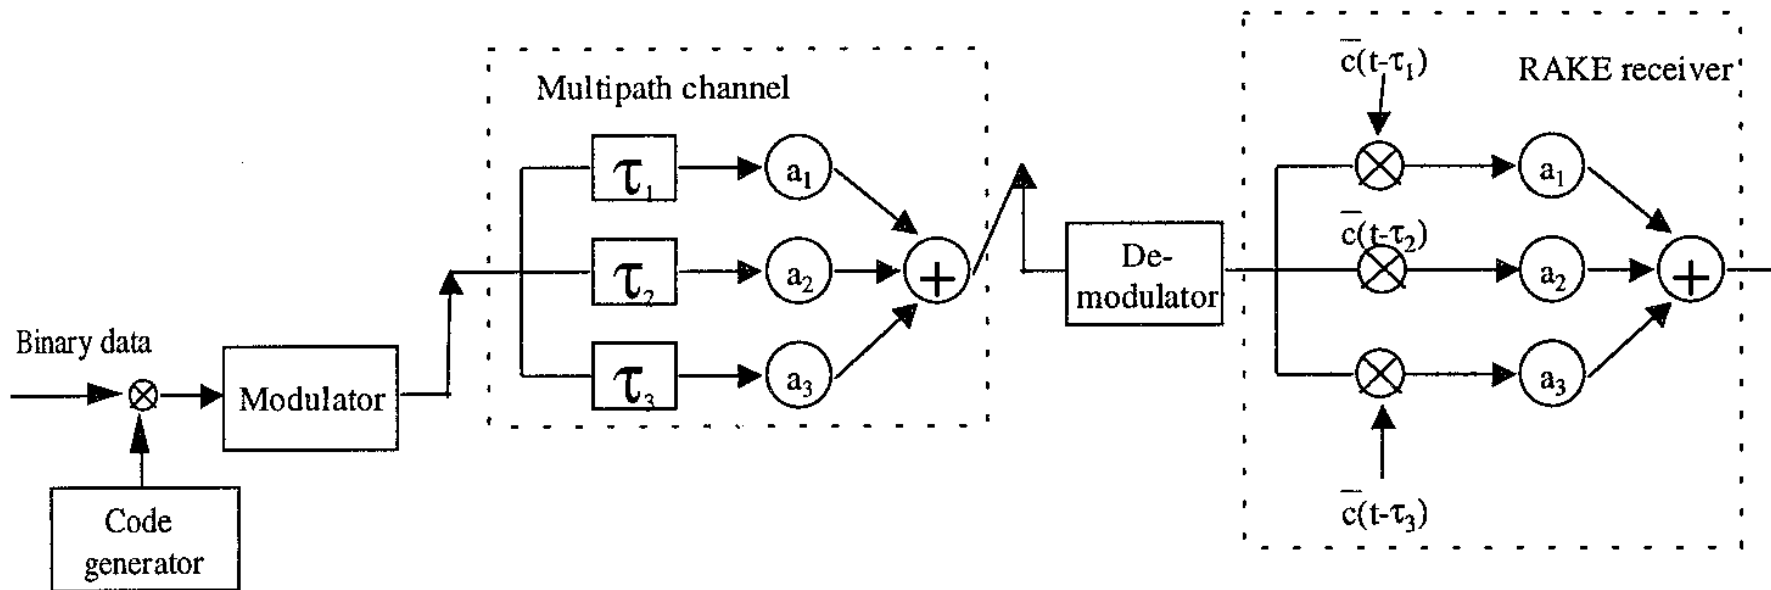 Binary data
Modulator
Code
generator
Multipath channel
τ₁
a₁
τ₂
a₂
+
τ₃
a₃
De-
modulator
RAKE receiver
c̅(t-τ₁)
a₁
c̅(t-τ₂)
a₂
+
a₃
c̅(t-τ₃)